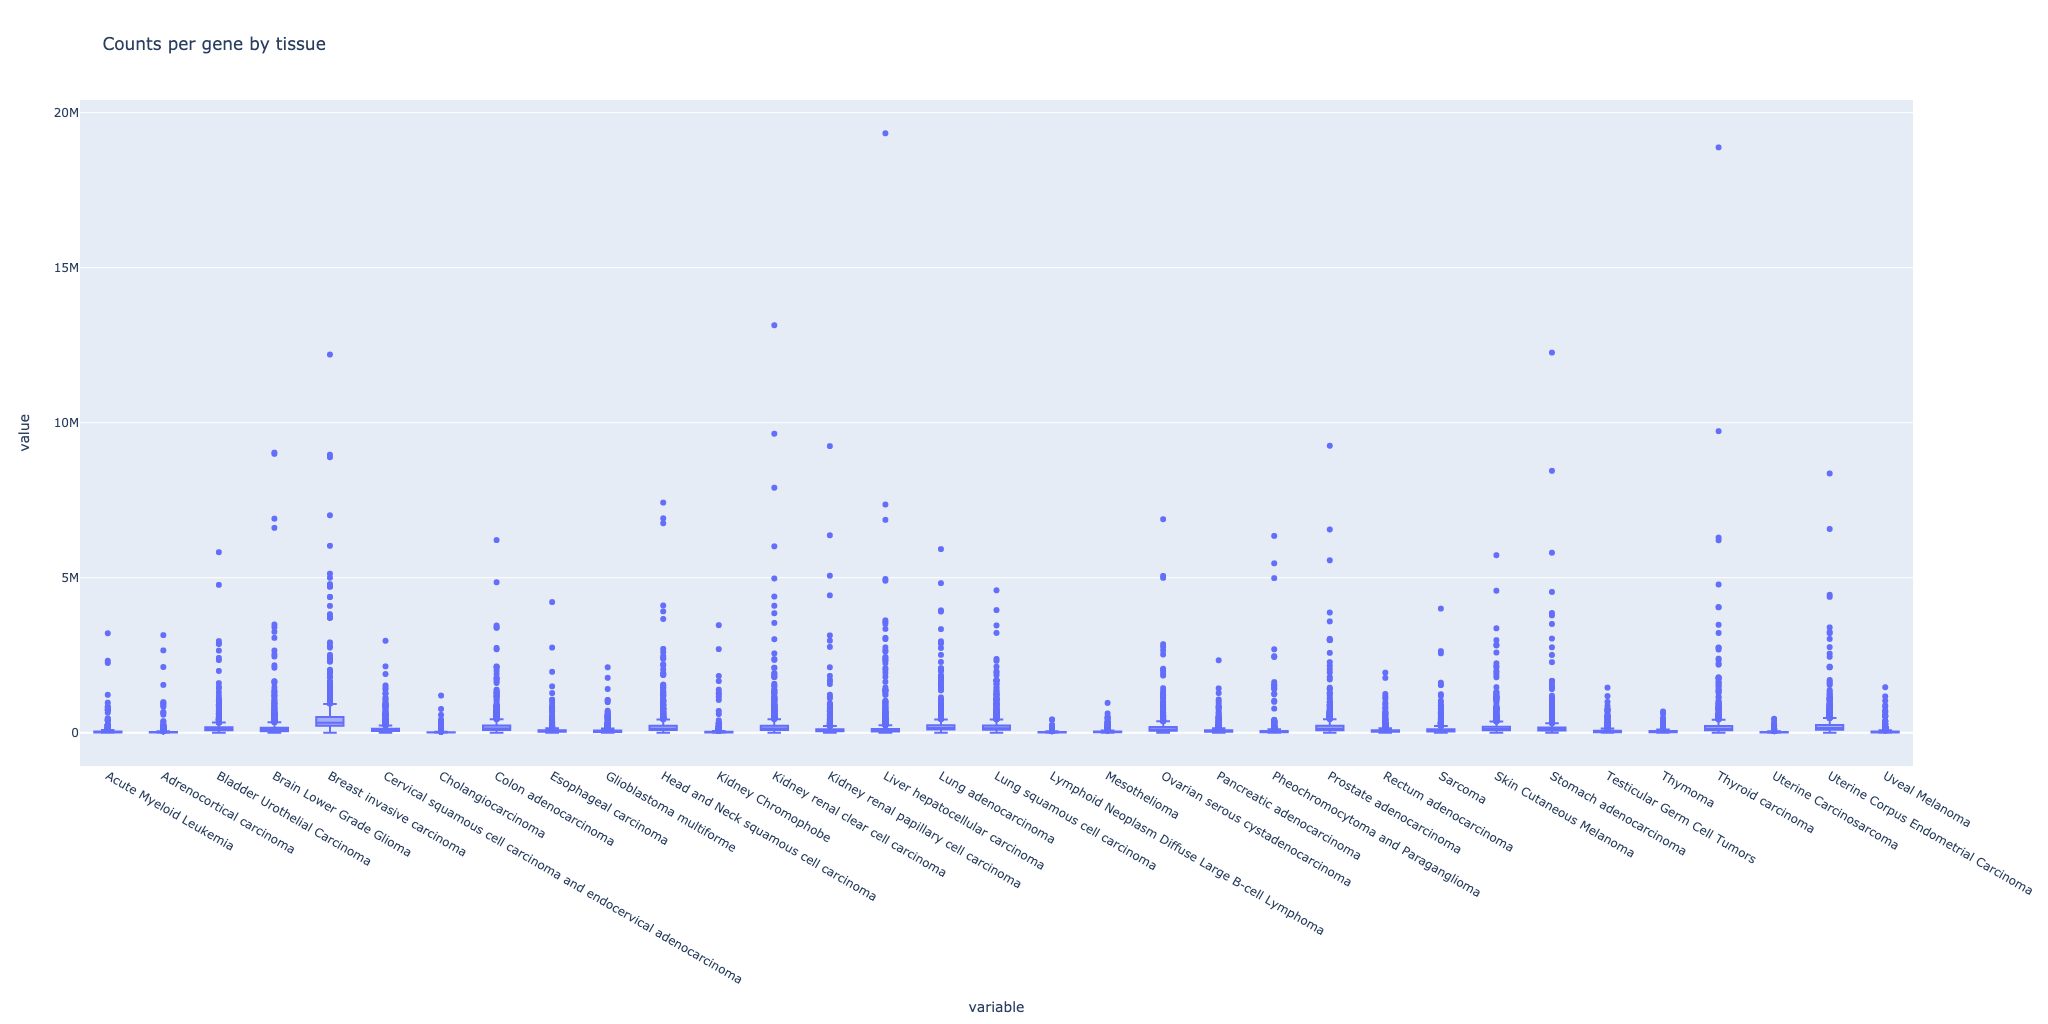 Counts per gene by tissue
20M
15M
10M
5M
0
value
Acute Myeloid Leukemia
Adrenocortical carcinoma
Bladder Urothelial Carcinoma
Brain Lower Grade Glioma
Breast invasive carcinoma
Cervical squamous cell carcinoma and endocervical adenocarcinoma
Cholangiocarcinoma
Colon adenocarcinoma
Esophageal carcinoma
Glioblastoma multiforme
Head and Neck squamous cell carcinoma
Kidney Chromophobe
Kidney renal clear cell carcinoma
Kidney renal papillary cell carcinoma
Liver hepatocellular carcinoma
Lung adenocarcinoma
Lung squamous cell carcinoma
Lymphoid Neoplasm Diffuse Large B-cell Lymphoma
Mesothelioma
Ovarian serous cystadenocarcinoma
Pancreatic adenocarcinoma
Pheochromocytoma and Paraganglioma
Prostate adenocarcinoma
Rectum adenocarcinoma
Sarcoma
Skin Cutaneous Melanoma
Stomach adenocarcinoma
Testicular Germ Cell Tumors
Thymoma
Thyroid carcinoma
Uterine Carcinosarcoma
Uterine Corpus Endometrial Carcinoma
Uveal Melanoma
variable